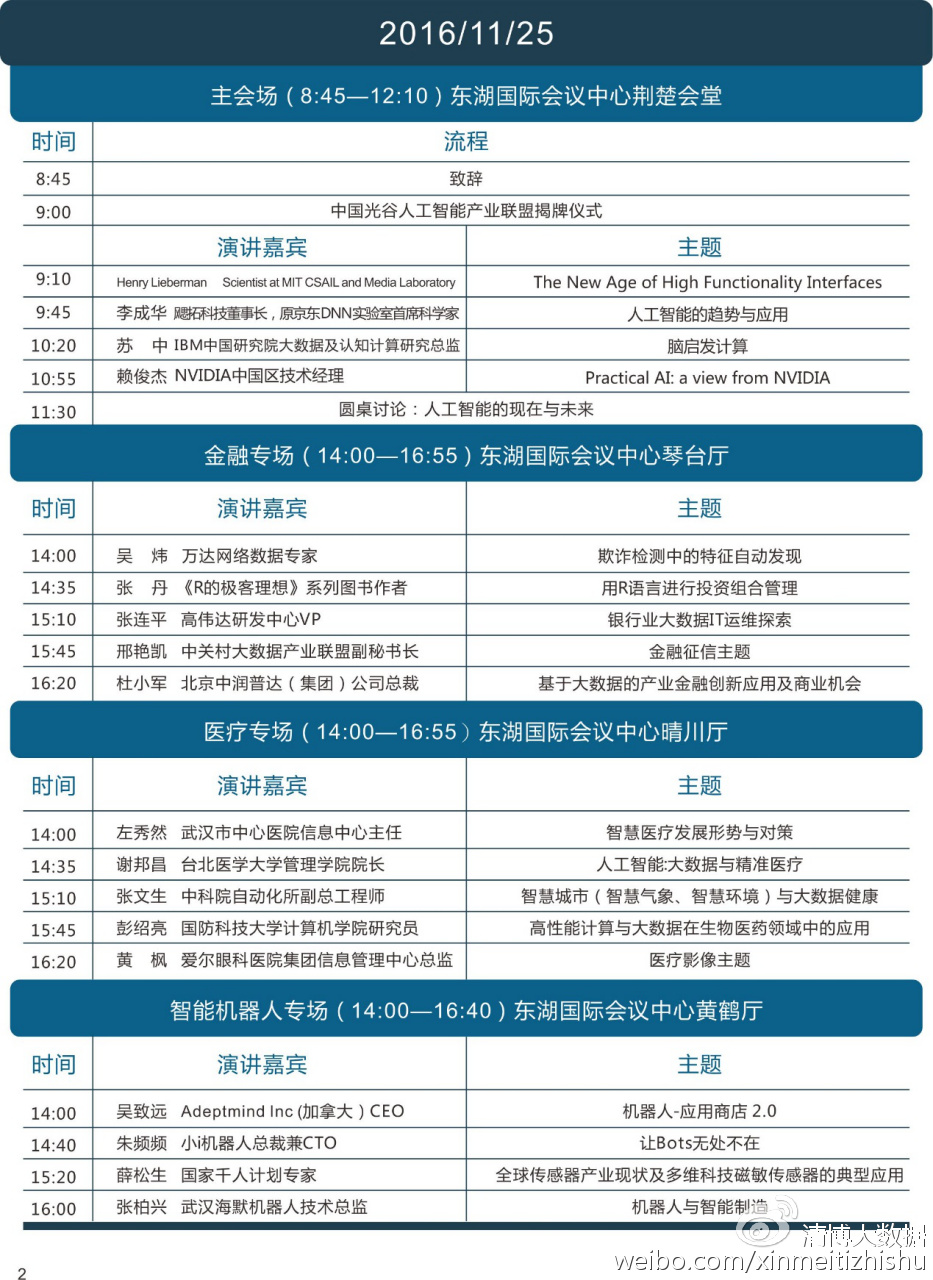 2016/11/25
主会场（8:45—12:10）东湖国际会议中心荆楚会堂
时间 流程
8:45 致辞
9:00 中国光谷人工智能产业联盟揭牌仪式
演讲嘉宾 主题
9:10 Henry Lieberman Scientist at MIT CSAIL and Media Laboratory The New Age of High Functionality Interfaces
9:45 李成华 飔拓科技董事长，原京东DNN实验室首席科学家 人工智能的趋势与应用
10:20 苏 中 IBM中国研究院大数据及认知计算研究总监 脑启发计算
10:55 赖俊杰 NVIDIA中国区技术经理 Practical AI: a view from NVIDIA
11:30 圆桌讨论：人工智能的现在与未来
金融专场（14:00—16:55）东湖国际会议中心琴台厅
时间 演讲嘉宾 主题
14:00 吴 炜 万达网络数据专家 欺诈检测中的特征自动发现
14:35 张 丹 《R的极客理想》系列图书作者 用R语言进行投资组合管理
15:10 张连平 高伟达研发中心VP 银行业大数据IT运维探索
15:45 邢艳凯 中关村大数据产业联盟副秘书长 金融征信主题
16:20 杜小军 北京中润普达（集团）公司总裁 基于大数据的产业金融创新应用及商业机会
医疗专场（14:00—16:55）东湖国际会议中心晴川厅
时间 演讲嘉宾 主题
14:00 左秀然 武汉市中心医院信息中心主任 智慧医疗发展形势与对策
14:35 谢邦昌 台北医学大学管理学院院长 人工智能:大数据与精准医疗
15:10 张文生 中科院自动化所副总工程师 智慧城市（智慧气象、智慧环境）与大数据健康
15:45 彭绍亮 国防科技大学计算机学院研究员 高性能计算与大数据在生物医药领域中的应用
16:20 黄 枫 爱尔眼科医院集团信息管理中心总监 医疗影像主题
智能机器人专场（14:00—16:40）东湖国际会议中心黄鹤厅
时间 演讲嘉宾 主题
14:00 吴致远 Adeptmind Inc (加拿大）CEO 机器人-应用商店 2.0
14:40 朱频频 小i机器人总裁兼CTO 让Bots无处不在
15:20 薛松生 国家千人计划专家 全球传感器产业现状及多维科技磁敏传感器的典型应用
16:00 张柏兴 武汉海默机器人技术总监 机器人与智能制造
清博大数据
weibo.com/xinmeitizhishu
2